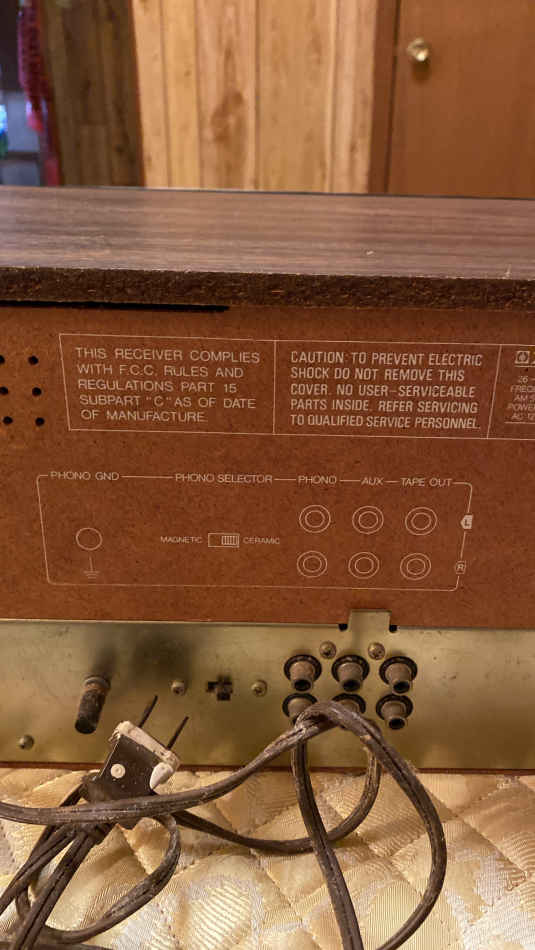 THIS RECEIVER COMPLIES
WITH F.C.C. RULES AND
REGULATIONS PART 15
SUBPART "C" AS OF DATE
OF MANUFACTURE.
CAUTION: TO PREVENT ELECTRIC
SHOCK DO NOT REMOVE THIS
COVER. NO USER-SERVICEABLE
PARTS INSIDE. REFER SERVICING
TO QUALIFIED SERVICE PERSONNEL.
PHONO GND PHONO SELECTOR PHONO AUX TAPE OUT
L
MAGNETIC CERAMIC
R